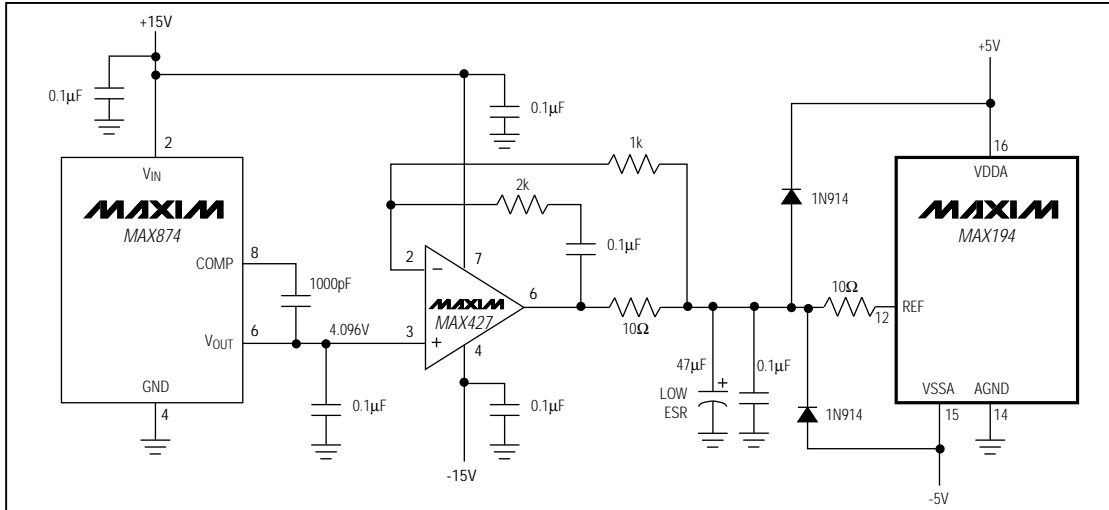 +15V
0.1µF
2
VIN
MAXIM
MAX874
COMP
8
1000pF
VOUT
6
4.096V
GND
4
0.1µF
0.1µF
1k
2k
0.1µF
2
7
−
MAXIM
MAX427
6
3
+
4
10Ω
0.1µF
-15V
47µF
+
LOW
ESR
0.1µF
+5V
1N914
16
VDDA
MAXIM
MAX194
10Ω
12
REF
1N914
VSSA
AGND
15
14
-5V